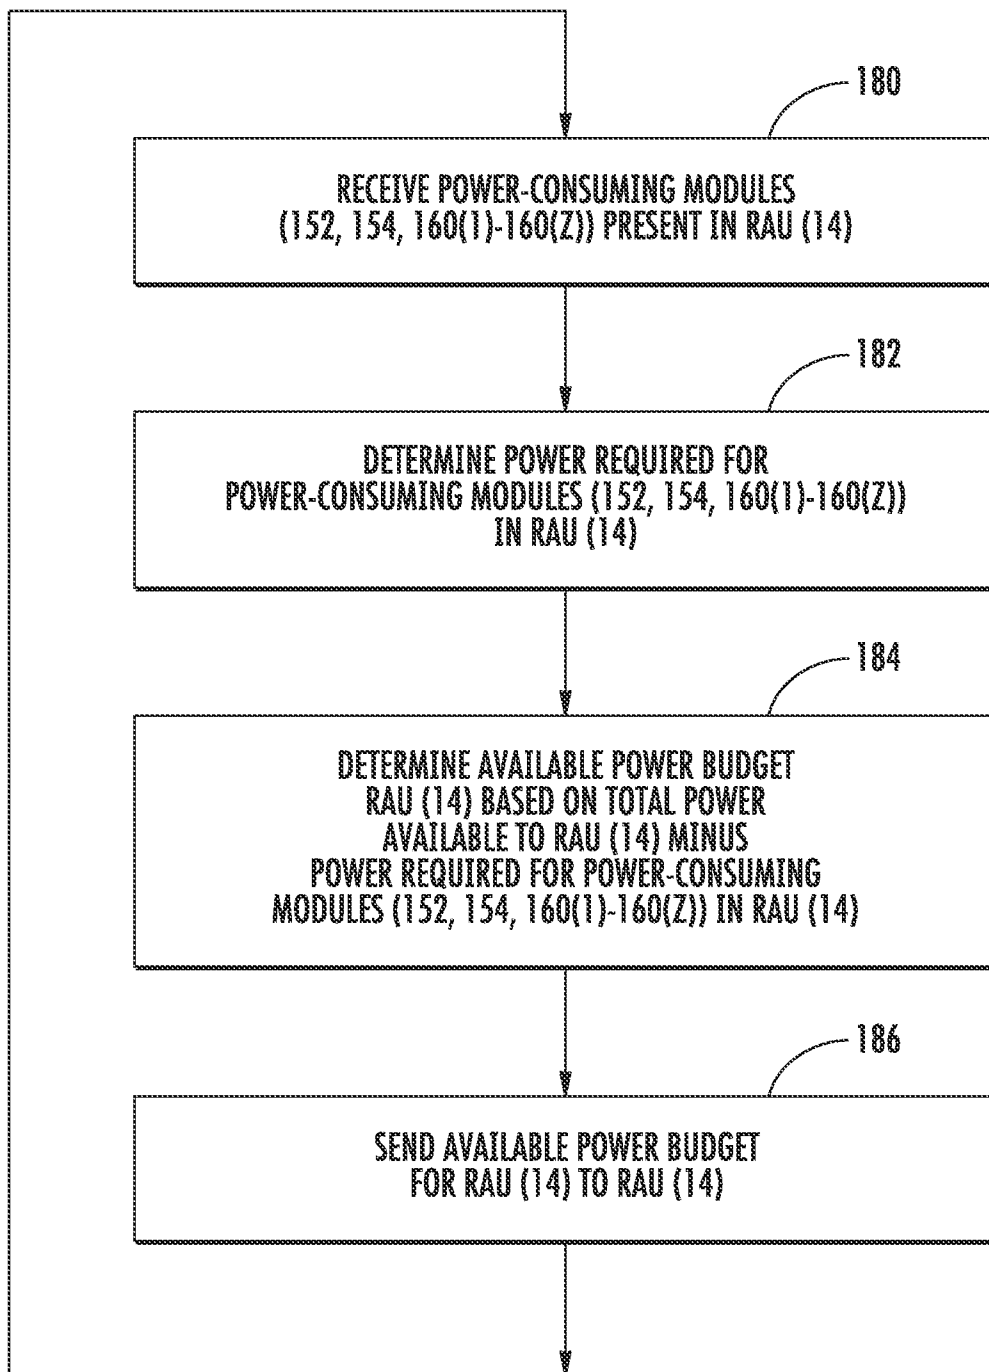 180
RECEIVE POWER-CONSUMING MODULES
(152, 154, 160(1)-160(Z)) PRESENT IN RAU (14)
182
DETERMINE POWER REQUIRED FOR
POWER-CONSUMING MODULES (152, 154, 160(1)-160(Z))
IN RAU (14)
184
DETERMINE AVAILABLE POWER BUDGET
RAU (14) BASED ON TOTAL POWER
AVAILABLE TO RAU (14) MINUS
POWER REQUIRED FOR POWER-CONSUMING
MODULES (152, 154, 160(1)-160(Z)) IN RAU (14)
186
SEND AVAILABLE POWER BUDGET
FOR RAU (14) TO RAU (14)